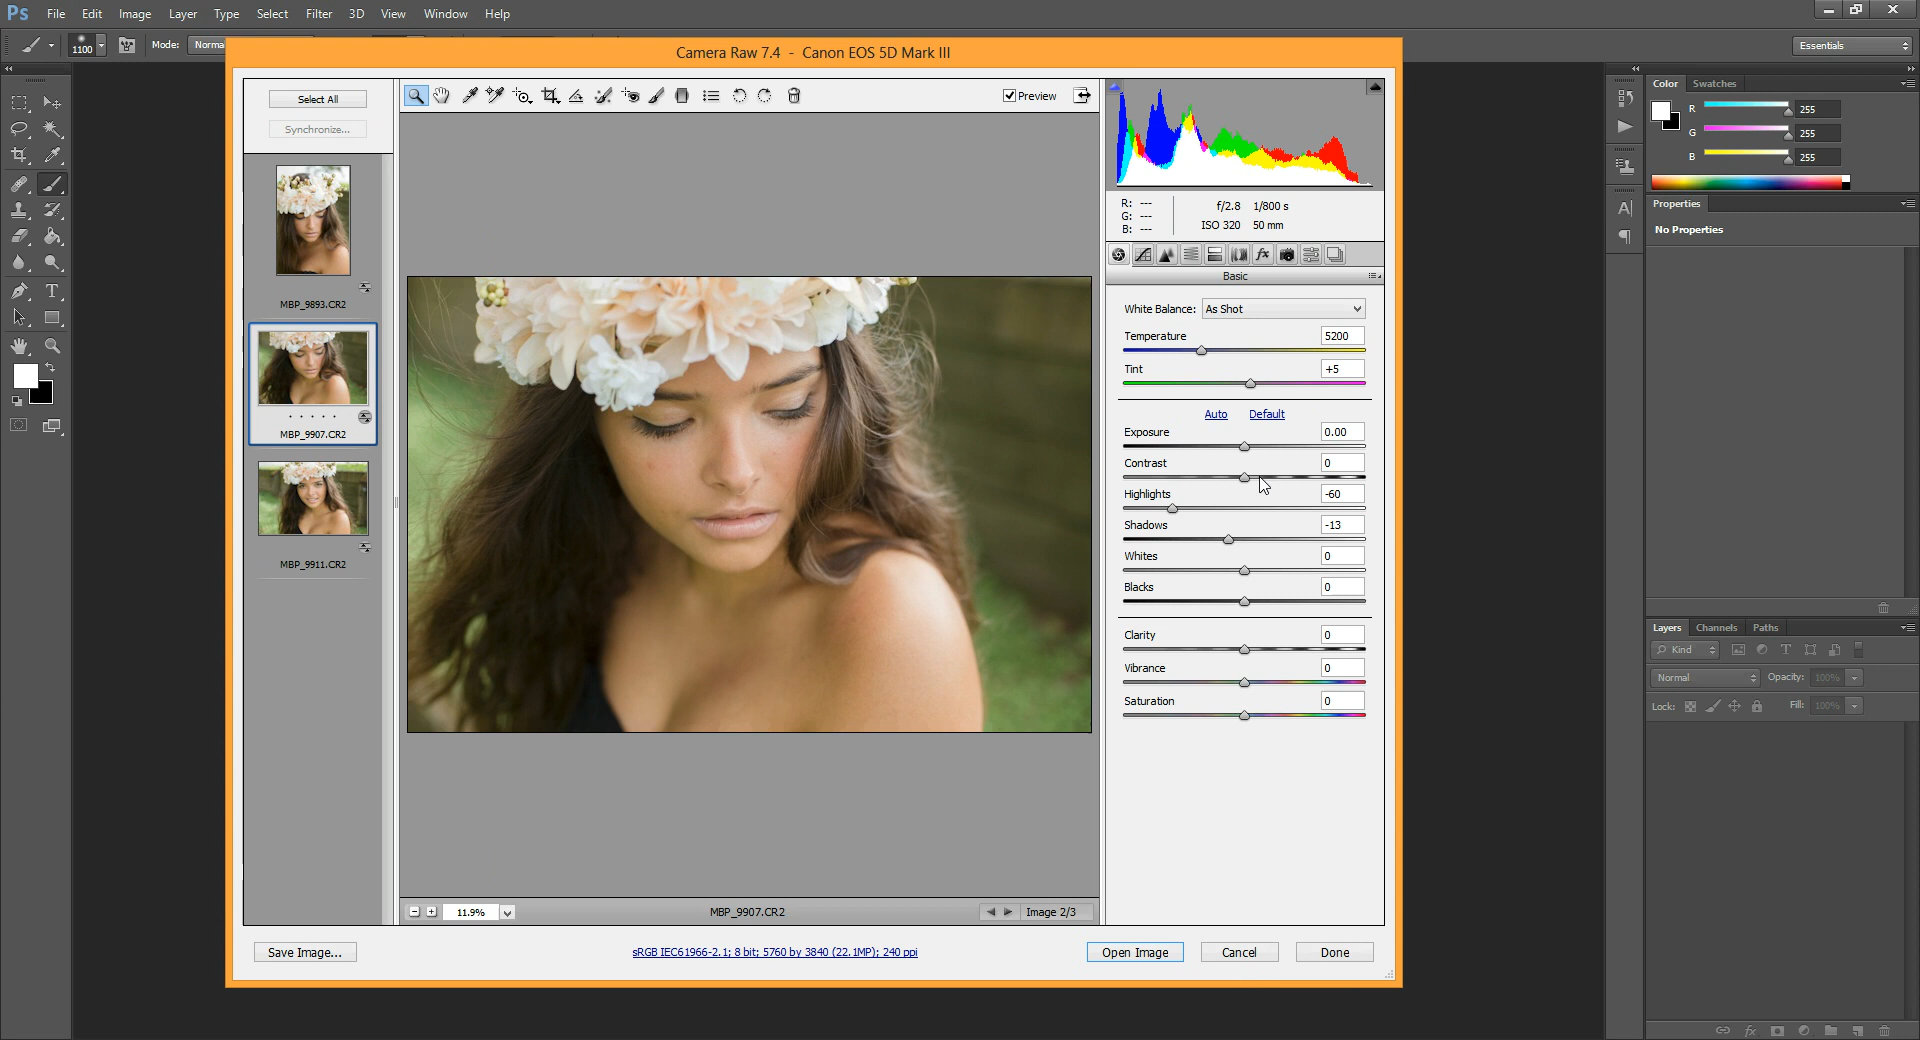 Ps File Edit Image Layer Type Select Filter 3D View Window Help
1100 Mode: Norma Essentials
Camera Raw 7.4 - Canon EOS 5D Mark III
Select All
Synchronize...
MBP_9893.CR2
MBP_9907.CR2
MBP_9911.CR2
Preview
R: ---
G: ---
B: ---
f/2.8 1/800 s
ISO 320 50 mm
Basic
White Balance: As Shot
Temperature 5200
Tint +5
Auto Default
Exposure 0.00
Contrast 0
Highlights -60
Shadows -13
Whites 0
Blacks 0
Clarity 0
Vibrance 0
Saturation 0
11.9% MBP_9907.CR2 Image 2/3
Save Image... sRGB IEC61966-2.1; 8 bit; 5760 by 3840 (22.1MP); 240 ppi Open Image Cancel Done
Color Swatches
R 255
G 255
B 255
Properties
No Properties
Layers Channels Paths
Kind
Normal Opacity: 100%
Lock: Fill: 100%